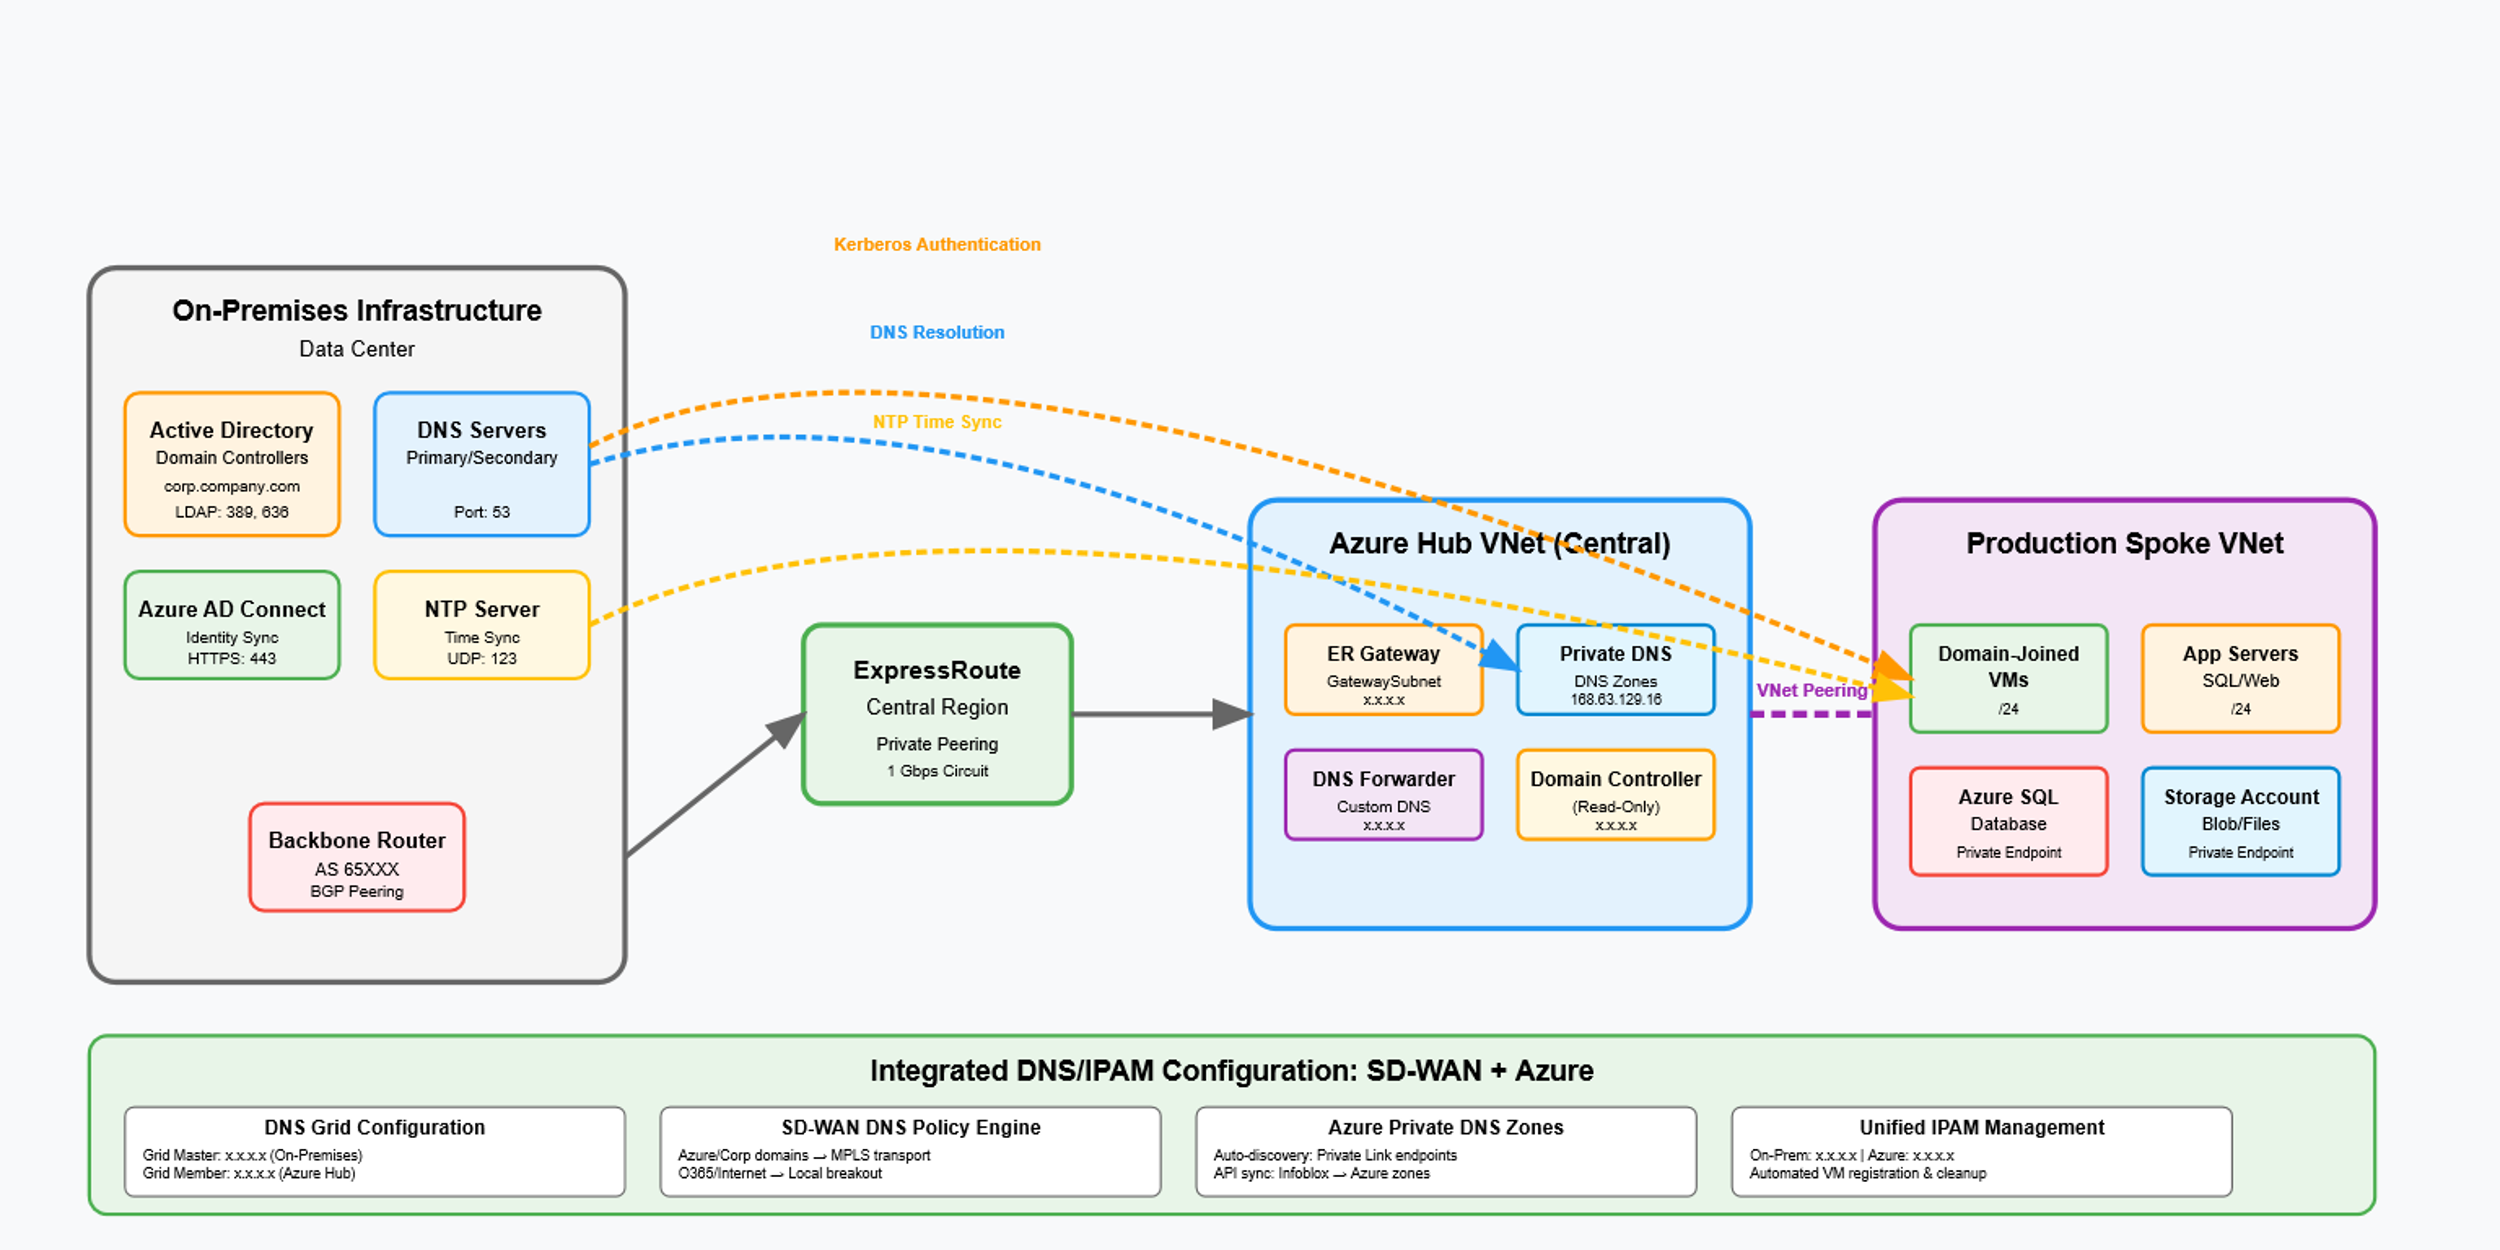 Kerberos Authentication
DNS Resolution
NTP Time Sync
On-Premises Infrastructure
Data Center
Active Directory
Domain Controllers
corp.company.com
LDAP: 389, 636
DNS Servers
Primary/Secondary
Port: 53
Azure AD Connect
Identity Sync
HTTPS: 443
NTP Server
Time Sync
UDP: 123
Backbone Router
AS 65XXX
BGP Peering
ExpressRoute
Central Region
Private Peering
1 Gbps Circuit
Azure Hub VNet (Central)
ER Gateway
GatewaySubnet
x.x.x.x
Private DNS
DNS Zones
168.63.129.16
DNS Forwarder
Custom DNS
x.x.x.x
Domain Controller
(Read-Only)
x.x.x.x
VNet Peering
Production Spoke VNet
Domain-Joined
VMs
/24
App Servers
SQL/Web
/24
Azure SQL
Database
Private Endpoint
Storage Account
Blob/Files
Private Endpoint
Integrated DNS/IPAM Configuration: SD-WAN + Azure
DNS Grid Configuration
Grid Master: x.x.x.x (On-Premises)
Grid Member: x.x.x.x (Azure Hub)
SD-WAN DNS Policy Engine
Azure/Corp domains → MPLS transport
O365/Internet → Local breakout
Azure Private DNS Zones
Auto-discovery: Private Link endpoints
API sync: Infoblox → Azure zones
Unified IPAM Management
On-Prem: x.x.x.x | Azure: x.x.x.x
Automated VM registration & cleanup